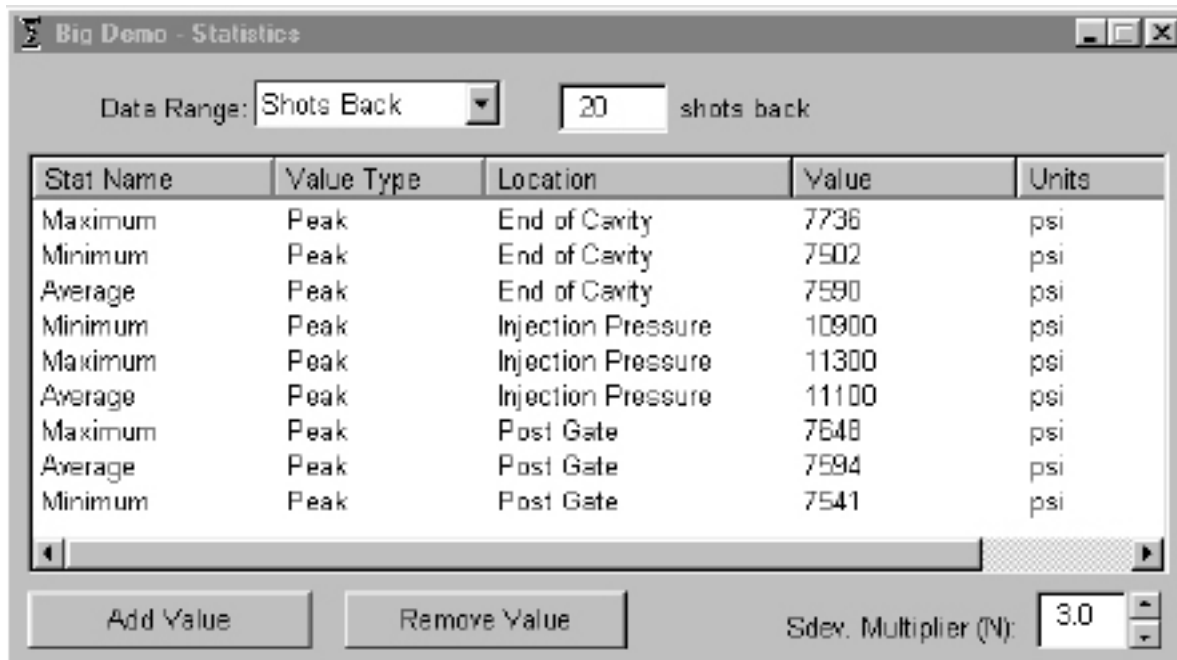 Big Demo - Statistics
Data Range: Shots Back 20 shots back
Stat Name Value Type Location Value Units
Maximum Peak End of Cavity 7736 psi
Minimum Peak End of Cavity 7502 psi
Average Peak End of Cavity 7590 psi
Minimum Peak Injection Pressure 10900 psi
Maximum Peak Injection Pressure 11300 psi
Average Peak Injection Pressure 11100 psi
Maximum Peak Post Gate 7648 psi
Average Peak Post Gate 7594 psi
Minimum Peak Post Gate 7541 psi
Add Value Remove Value Sdev. Multiplier (N): 3.0